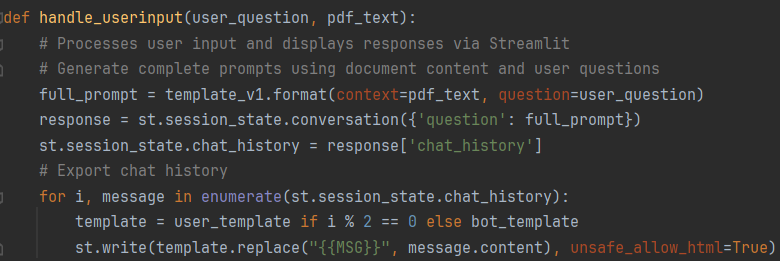 def handle_userinput(user_question, pdf_text):
    # Processes user input and displays responses via Streamlit
    # Generate complete prompts using document content and user questions
    full_prompt = template_v1.format(context=pdf_text, question=user_question)
    response = st.session_state.conversation({'question': full_prompt})
    st.session_state.chat_history = response['chat_history']
    # Export chat history
    for i, message in enumerate(st.session_state.chat_history):
        template = user_template if i % 2 == 0 else bot_template
        st.write(template.replace("{{MSG}}", message.content), unsafe_allow_html=True)